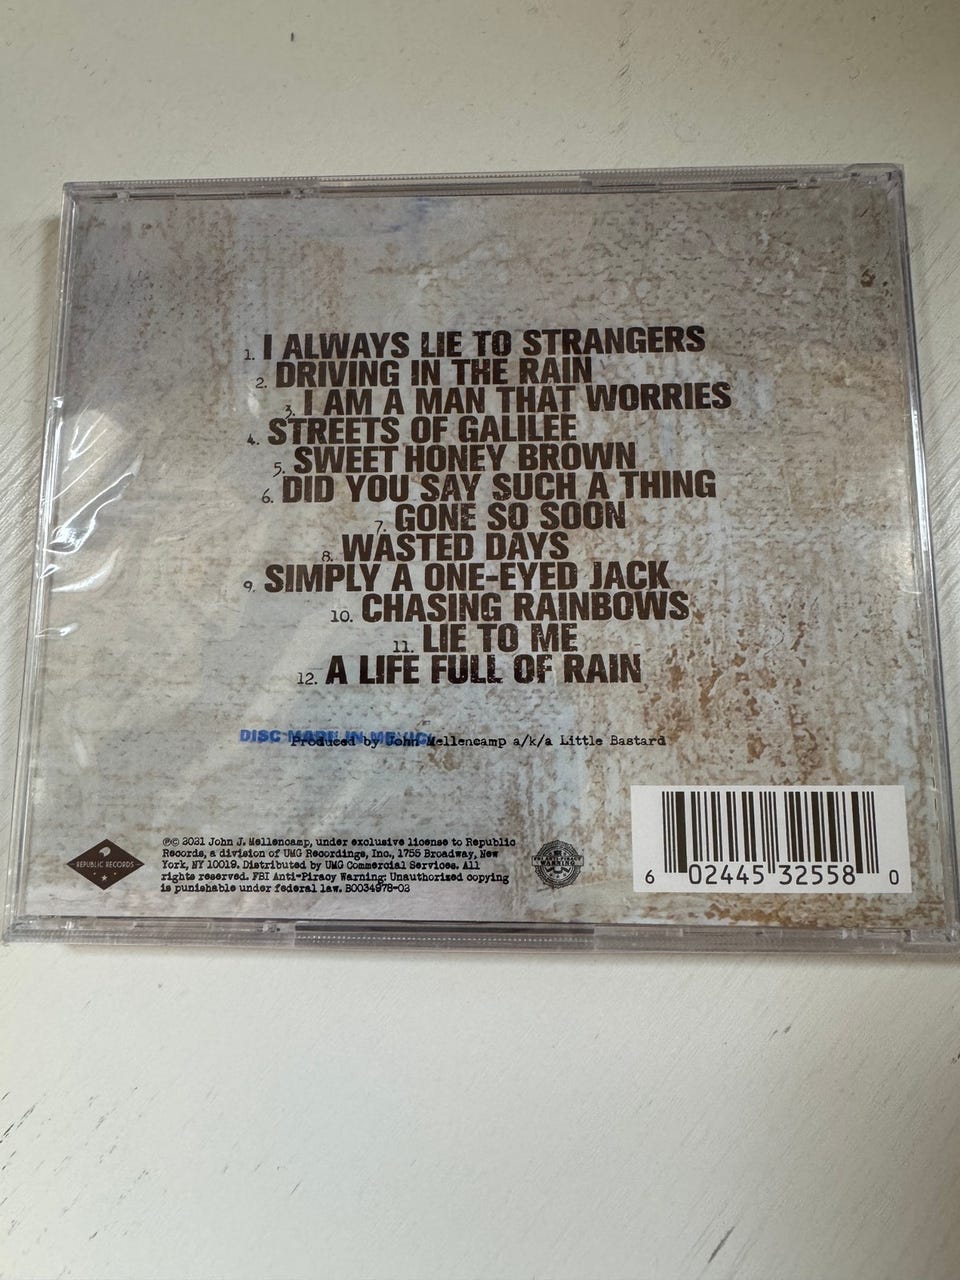 1. I ALWAYS LIE TO STRANGERS
2. DRIVING IN THE RAIN
3. I AM A MAN THAT WORRIES
4. STREETS OF GALILEE
5. SWEET HONEY BROWN
6. DID YOU SAY SUCH A THING
7. GONE SO SOON
8. WASTED DAYS
9. SIMPLY A ONE-EYED JACK
10. CHASING RAINBOWS
11. LIE TO ME
12. A LIFE FULL OF RAIN
DISC MADE IN MEXICO
Produced by John Mellencamp a/k/a Little Bastard
REPUBLIC RECORDS
℗© 2021 John J. Mellencamp, under exclusive license to Republic
Records, a division of UMG Recordings, Inc., 1755 Broadway, New
York, NY 10019. Distributed by UMG Commercial Services. All
rights reserved. FBI Anti-Piracy Warning: Unauthorized copying
is punishable under federal law. B0034978-02
FBI ANTI-PIRACY
WARNING
6 02445 32558 0